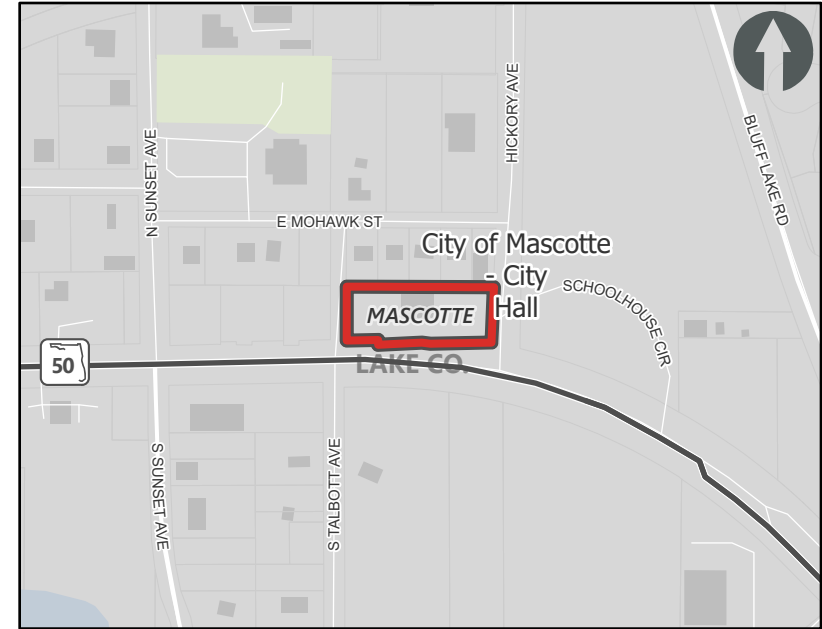 HICKORY AVE
BLUFF LAKE RD
N SUNSET AVE
E MOHAWK ST
City of Mascotte
- City
Hall
SCHOOLHOUSE CIR
MASCOTTE
LAKE CO.
50
S SUNSET AVE
S TALBOTT AVE